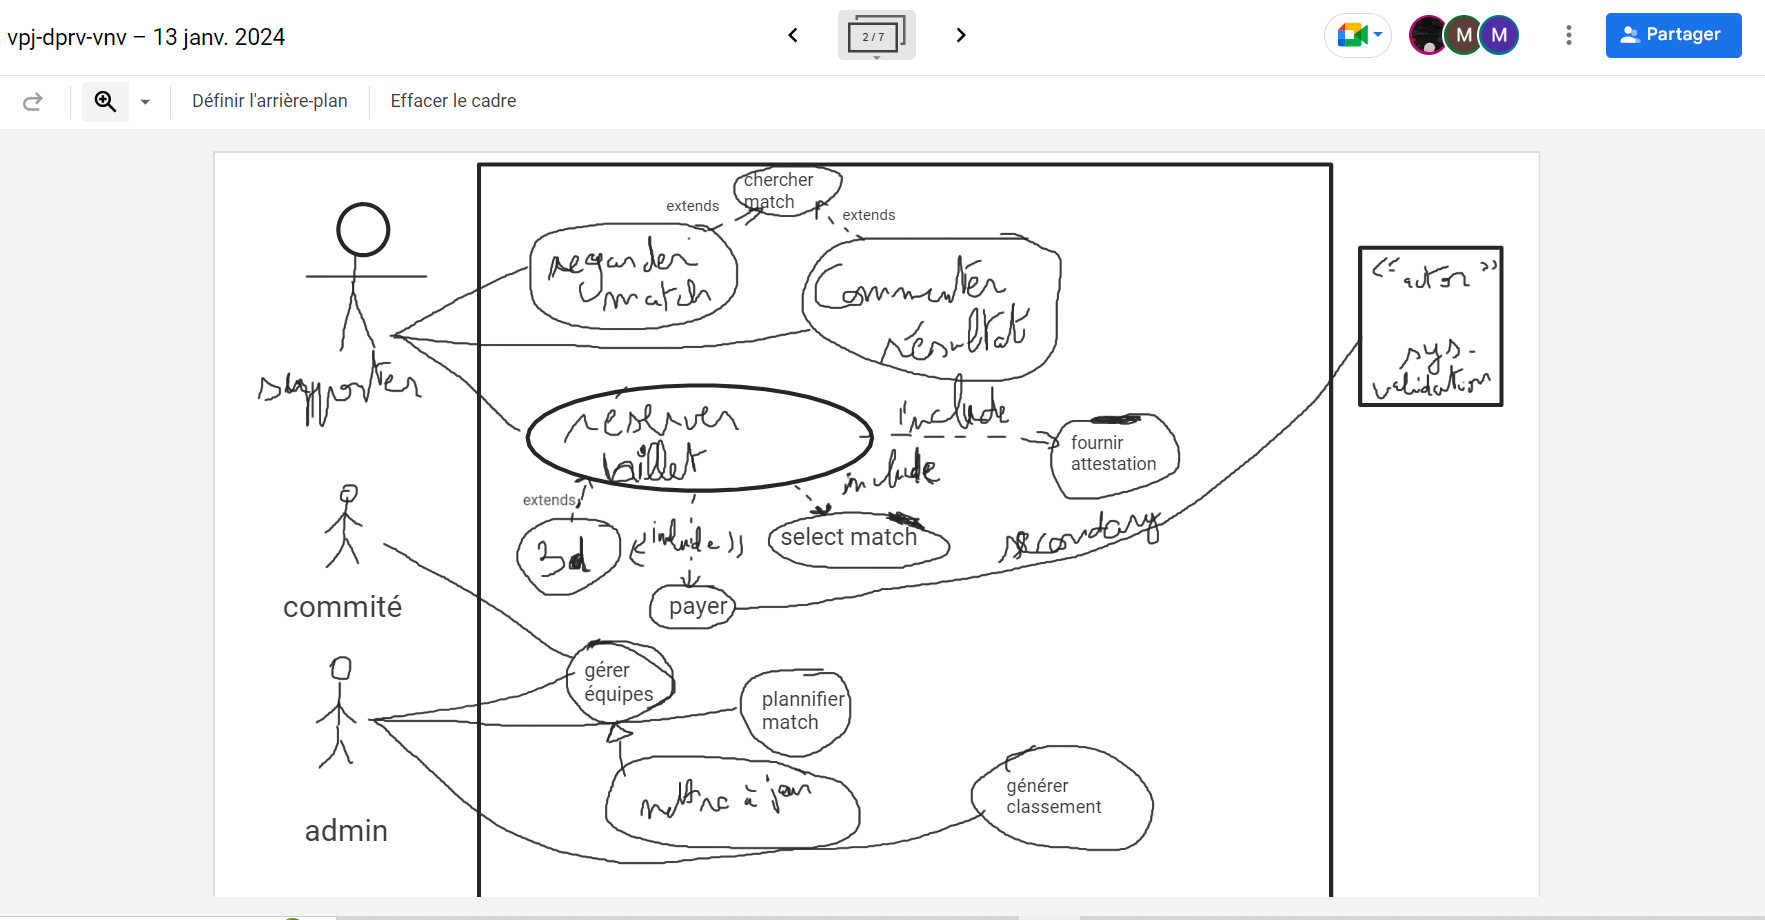 vpj-dprv-vnv – 13 janv. 2024
2 / 7
M
M
Partager
Définir l'arrière-plan
Effacer le cadre
chercher
match
extends
extends
regarder
match
Commenter
résultat
<< actor >>
sys-
validation
supporter
réserver
billet
include
fournir
attestation
include
extends
3d
<<include>>
select match
secondary
payer
commité
gérer
équipes
plannifier
match
mettre à jour
générer
classement
admin